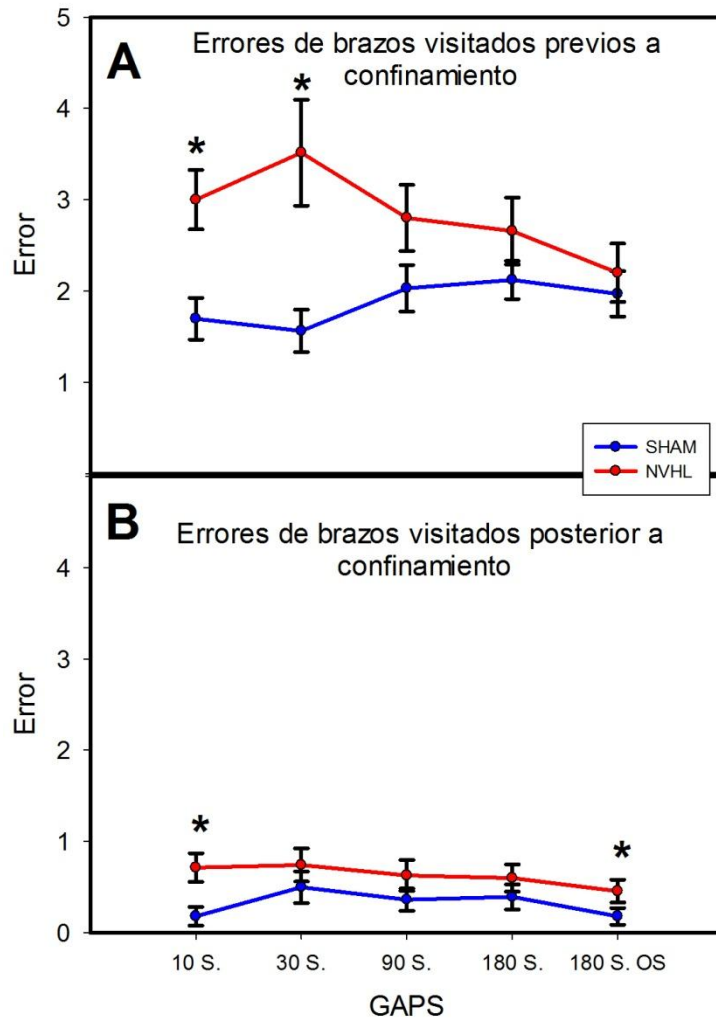 5
A
Errores de brazos visitados previos a
confinamiento
*
*
4
3
2
1
Error
SHAM
NVHL
B
Errores de brazos visitados posterior a
confinamiento
4
3
2
1
0
Error
*
*
10 S.
30 S.
90 S.
180 S.
180 S. OS
GAPS